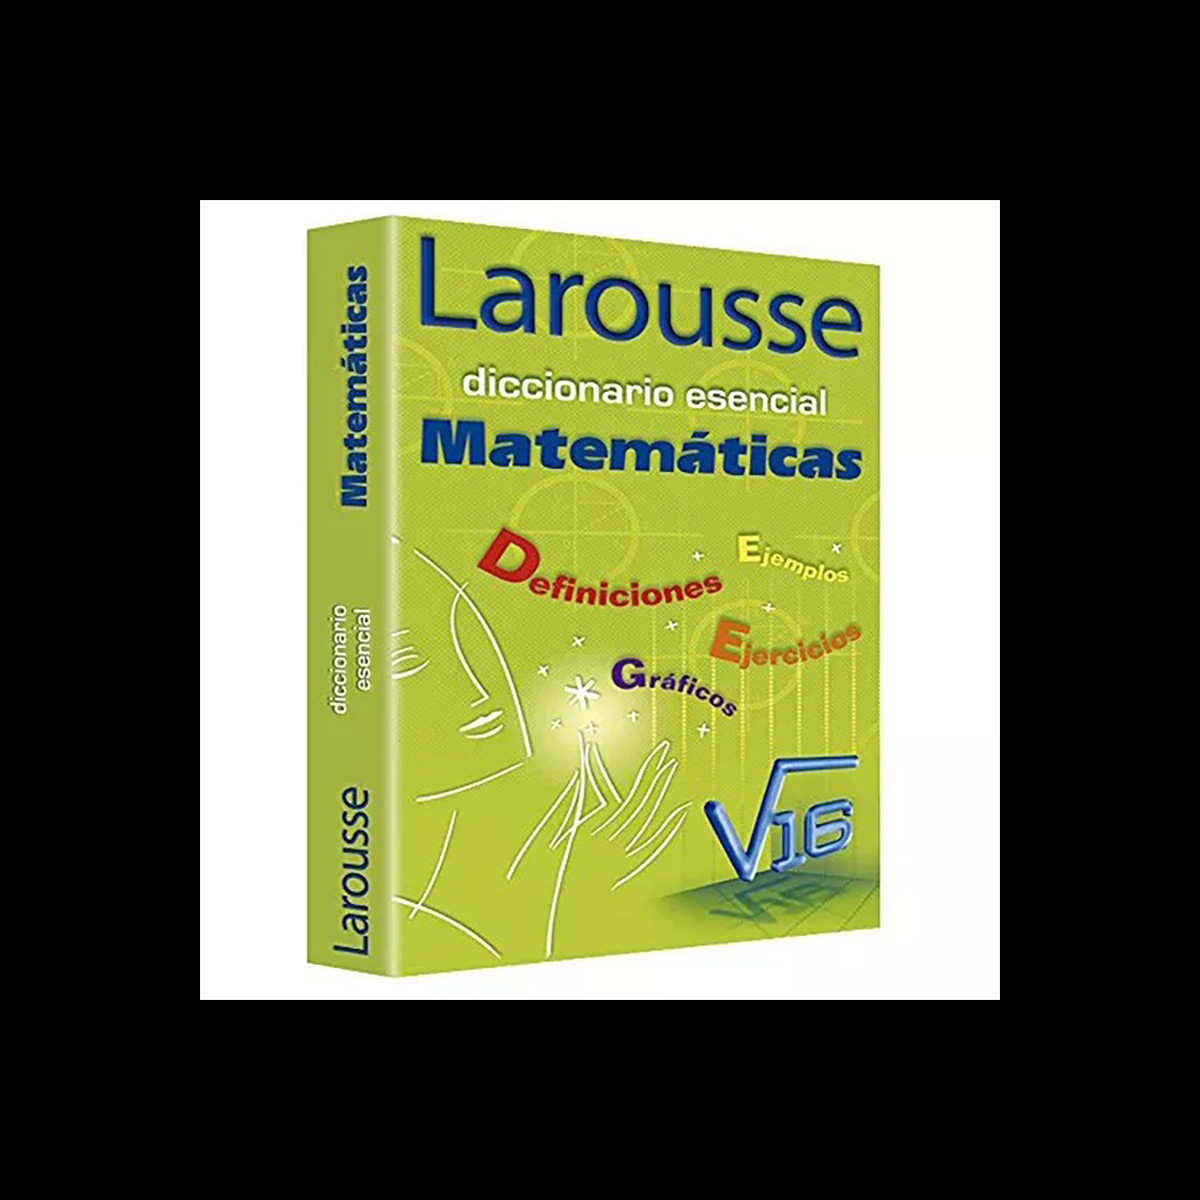 Larousse
diccionario esencial
Matemáticas
Definiciones
Ejemplos
Ejercicios
Gráficos
√16
Matemáticas
diccionario
esencial
Larousse